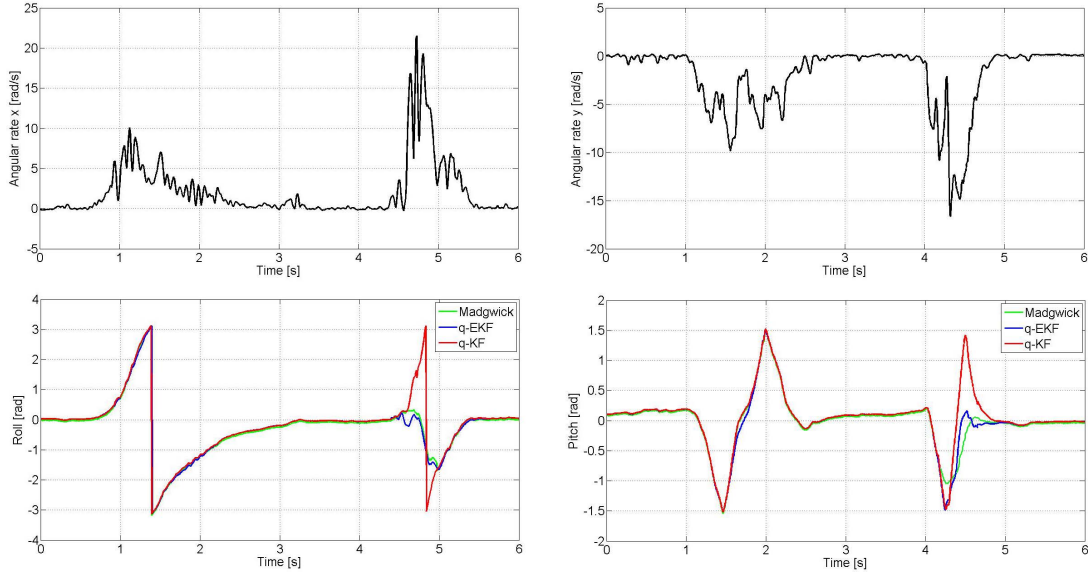 Angular rate x [rad/s]
25
20
15
10
5
0
-5
0 1 2 3 4 5 6
Time [s]
Angular rate y [rad/s]
5
0
-5
-10
-15
-20
0 1 2 3 4 5 6
Time [s]
Roll [rad]
4
3
2
1
0
-1
-2
-3
-4
Madgwick
q-EKF
q-KF
0 1 2 3 4 5 6
Time [s]
Pitch [rad]
2
1.5
1
0.5
0
-0.5
-1
-1.5
-2
Madgwick
q-EKF
q-KF
0 1 2 3 4 5 6
Time [s]